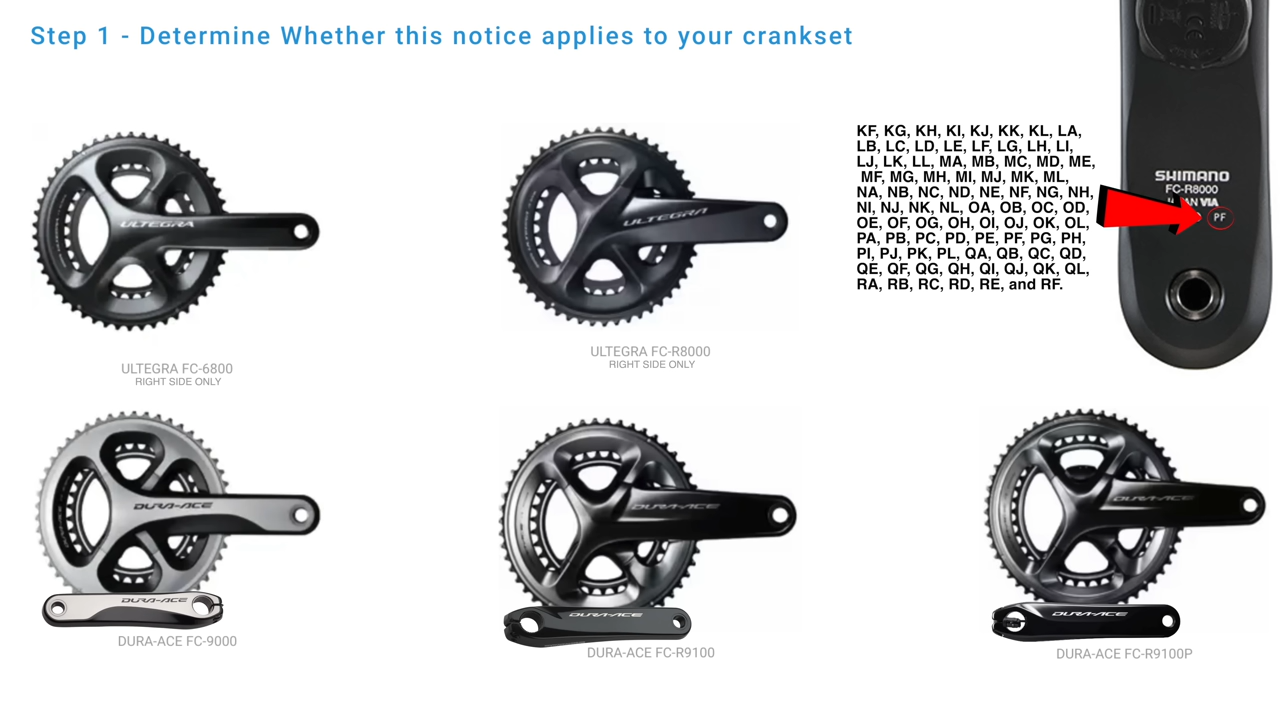 Step 1 - Determine Whether this notice applies to your crankset
ULTEGRA
ULTEGRA FC-6800
RIGHT SIDE ONLY
ULTEGRA
ULTEGRA FC-R8000
RIGHT SIDE ONLY
KF, KG, KH, KI, KJ, KK, KL, LA,
LB, LC, LD, LE, LF, LG, LH, LI,
LJ, LK, LL, MA, MB, MC, MD, ME,
MF, MG, MH, MI, MJ, MK, ML,
NA, NB, NC, ND, NE, NF, NG, NH,
NI, NJ, NK, NL, OA, OB, OC, OD,
OE, OF, OG, OH, OI, OJ, OK, OL,
PA, PB, PC, PD, PE, PF, PG, PH,
PI, PJ, PK, PL, QA, QB, QC, QD,
QE, QF, QG, QH, QI, QJ, QK, QL,
RA, RB, RC, RD, RE, and RF.
SHIMANO
FC-R8000
VIA
PF
DURA-ACE
DURA-ACE
DURA-ACE FC-9000
DURA-ACE
DURA-ACE
DURA-ACE FC-R9100
DURA-ACE
DURA-ACE
DURA-ACE FC-R9100P